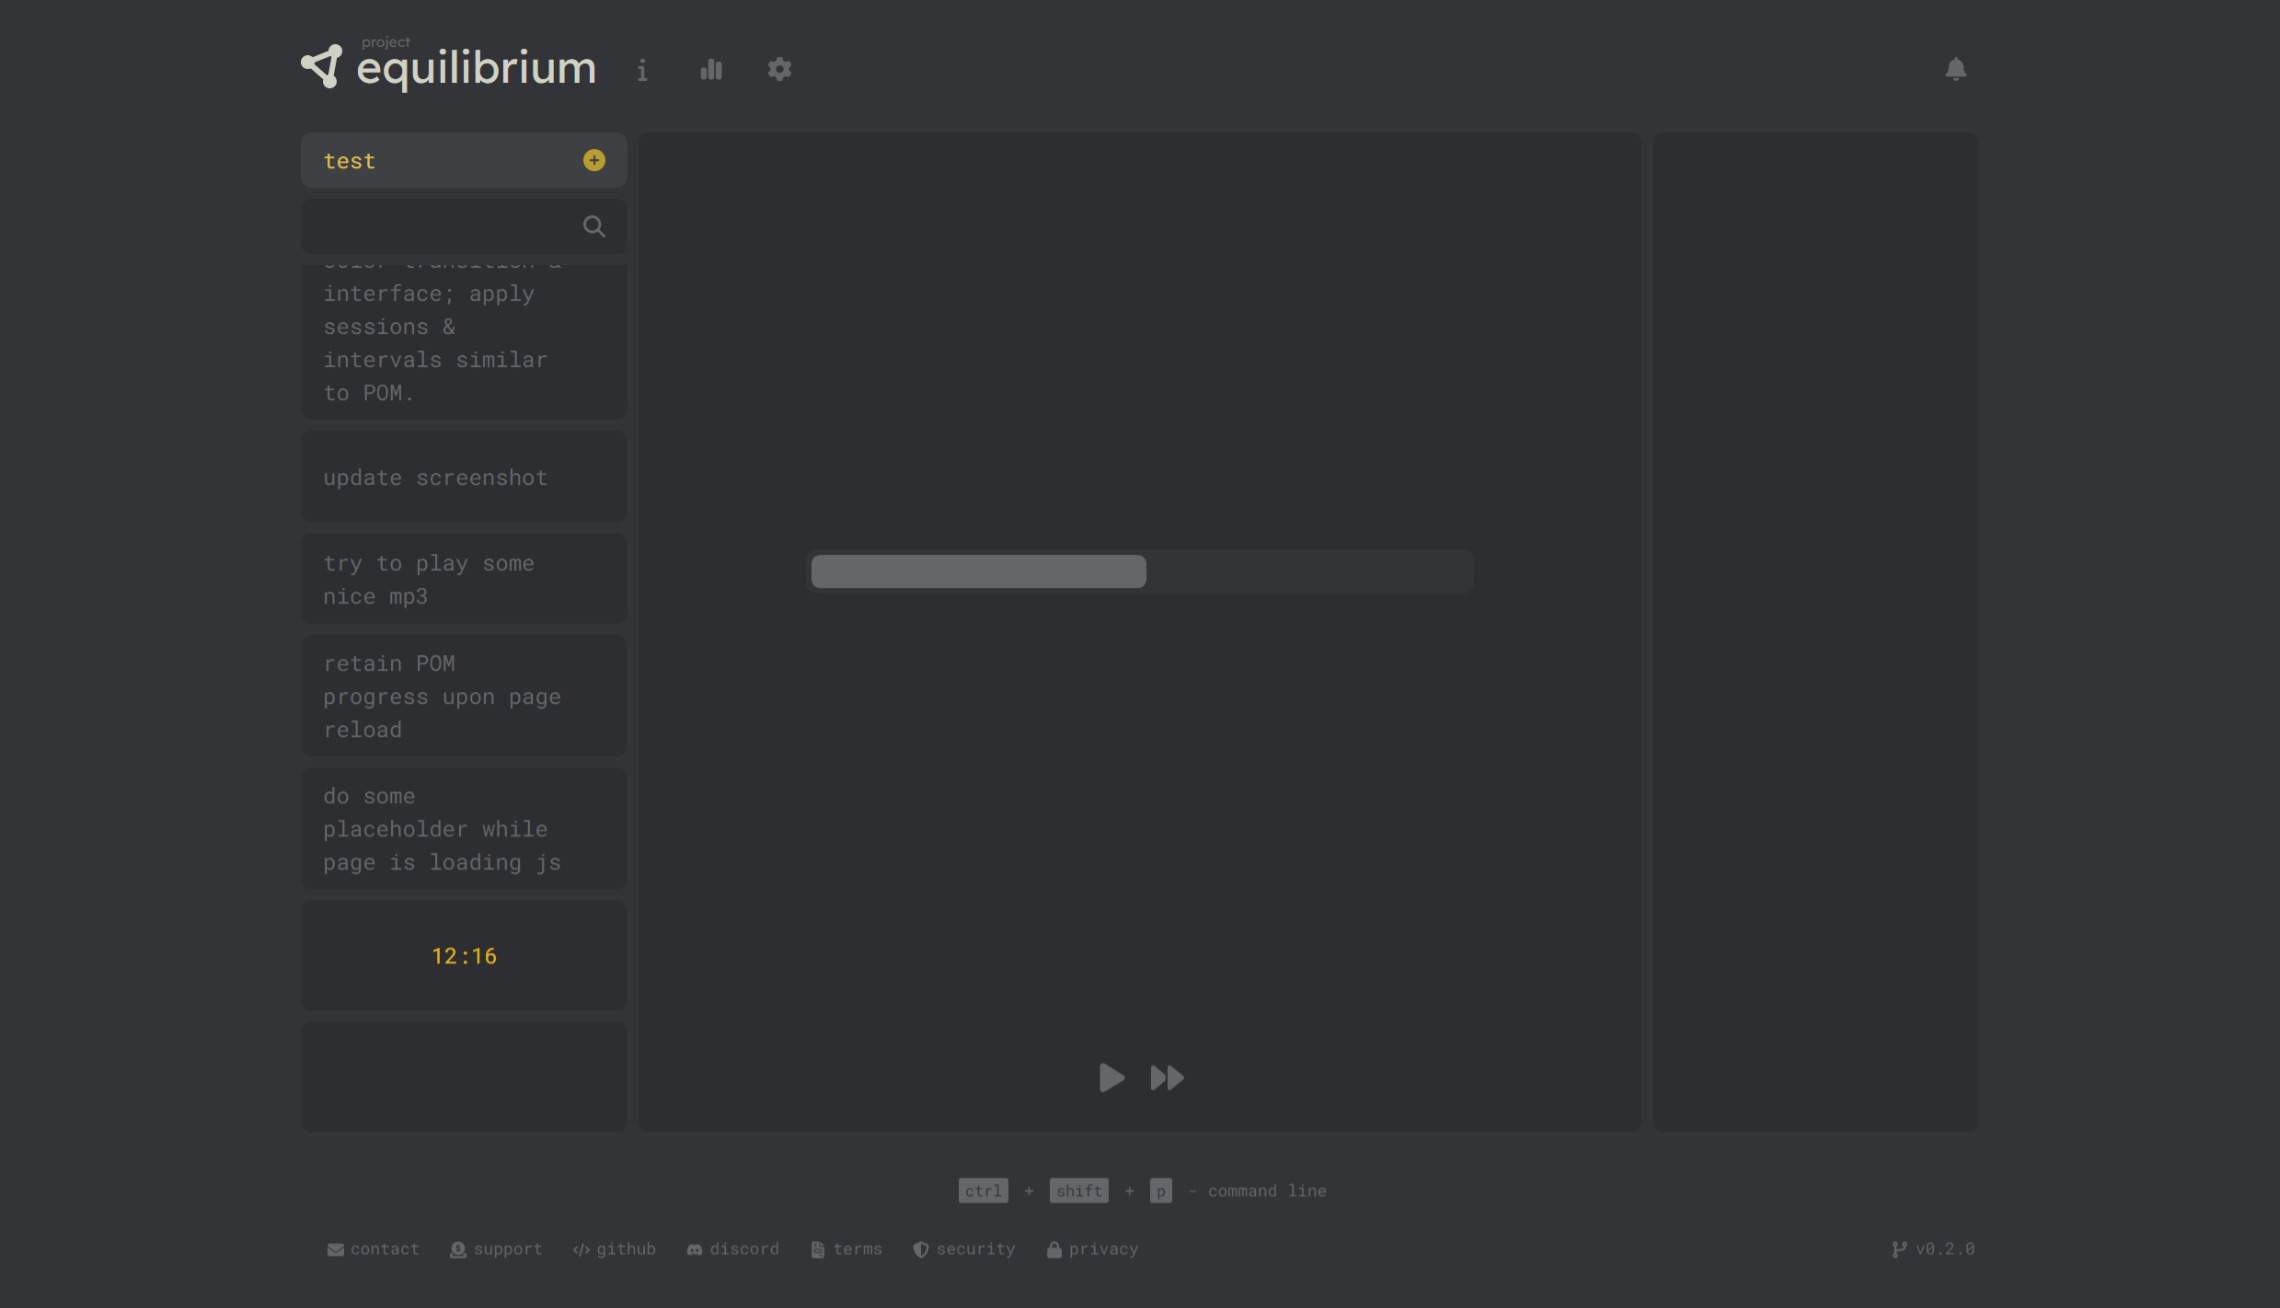 project
equilibrium
test
color transition &
interface; apply
sessions &
intervals similar
to POM.
update screenshot
try to play some
nice mp3
retain POM
progress upon page
reload
do some
placeholder while
page is loading js
12:16
ctrl + shift + p - command line
contact support github discord terms security privacy v0.2.0